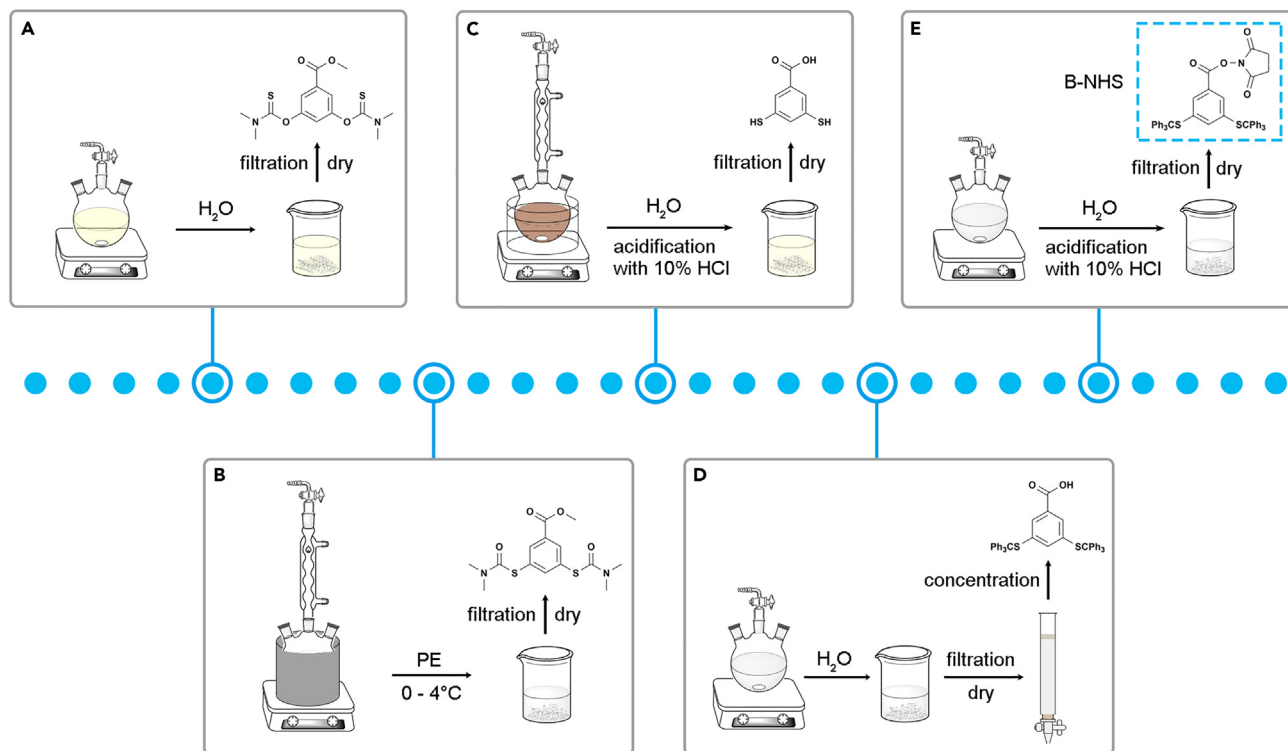 A
O
O
S
S
N
O
O
N
filtration
dry
H₂O
C
O
OH
HS
SH
filtration
dry
H₂O
acidification
with 10% HCl
E
B-NHS
O
O
O
N
O
Ph₃CS
SCPh₃
filtration
dry
H₂O
acidification
with 10% HCl
B
O
O
O
O
N
S
S
N
filtration
dry
PE
0 - 4°C
D
O
OH
Ph₃CS
SCPh₃
concentration
H₂O
filtration
dry